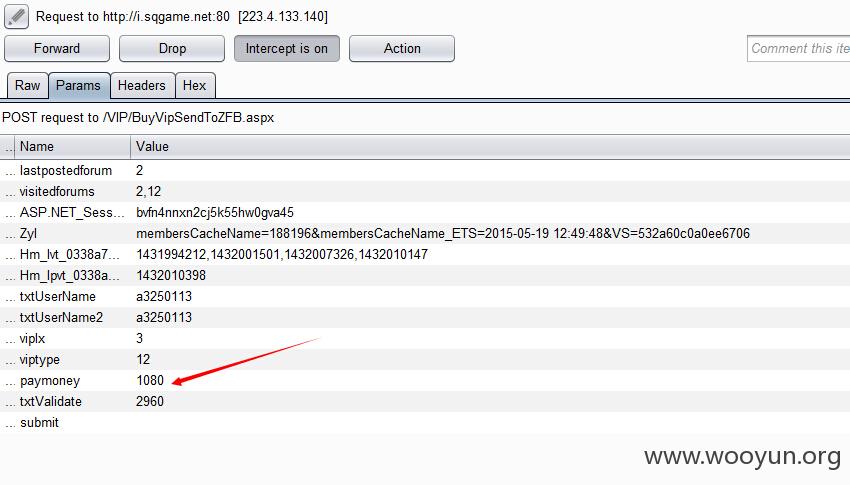 Request to http://i.sqgame.net:80 [223.4.133.140]
Forward Drop Intercept is on Action Comment this ite
Raw Params Headers Hex
POST request to /VIP/BuyVipSendToZFB.aspx
... Name Value
... lastpostedforum 2
... visitedforums 2,12
... ASP.NET_Sess... bvfn4nnxn2cj5k55hw0gva45
... Zyl membersCacheName=188196&membersCacheName_ETS=2015-05-19 12:49:48&VS=532a60c0a0ee6706
... Hm_lvt_0338a7... 1431994212,1432001501,1432007326,1432010147
... Hm_lpvt_0338a... 1432010398
... txtUserName a3250113
... txtUserName2 a3250113
... viplx 3
... viptype 12
... paymoney 1080
... txtValidate 2960
... submit
www.wooyun.org